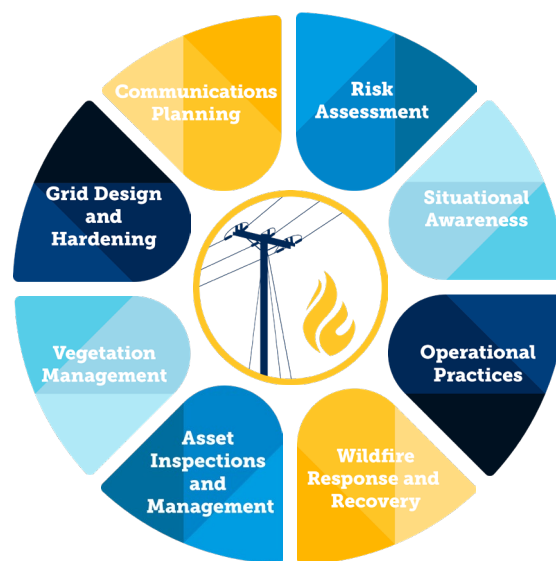 Communications
Planning
Risk
Assessment
Situational
Awareness
Operational
Practices
Wildfire
Response and
Recovery
Asset
Inspections
and
Management
Vegetation
Management
Grid Design
and
Hardening